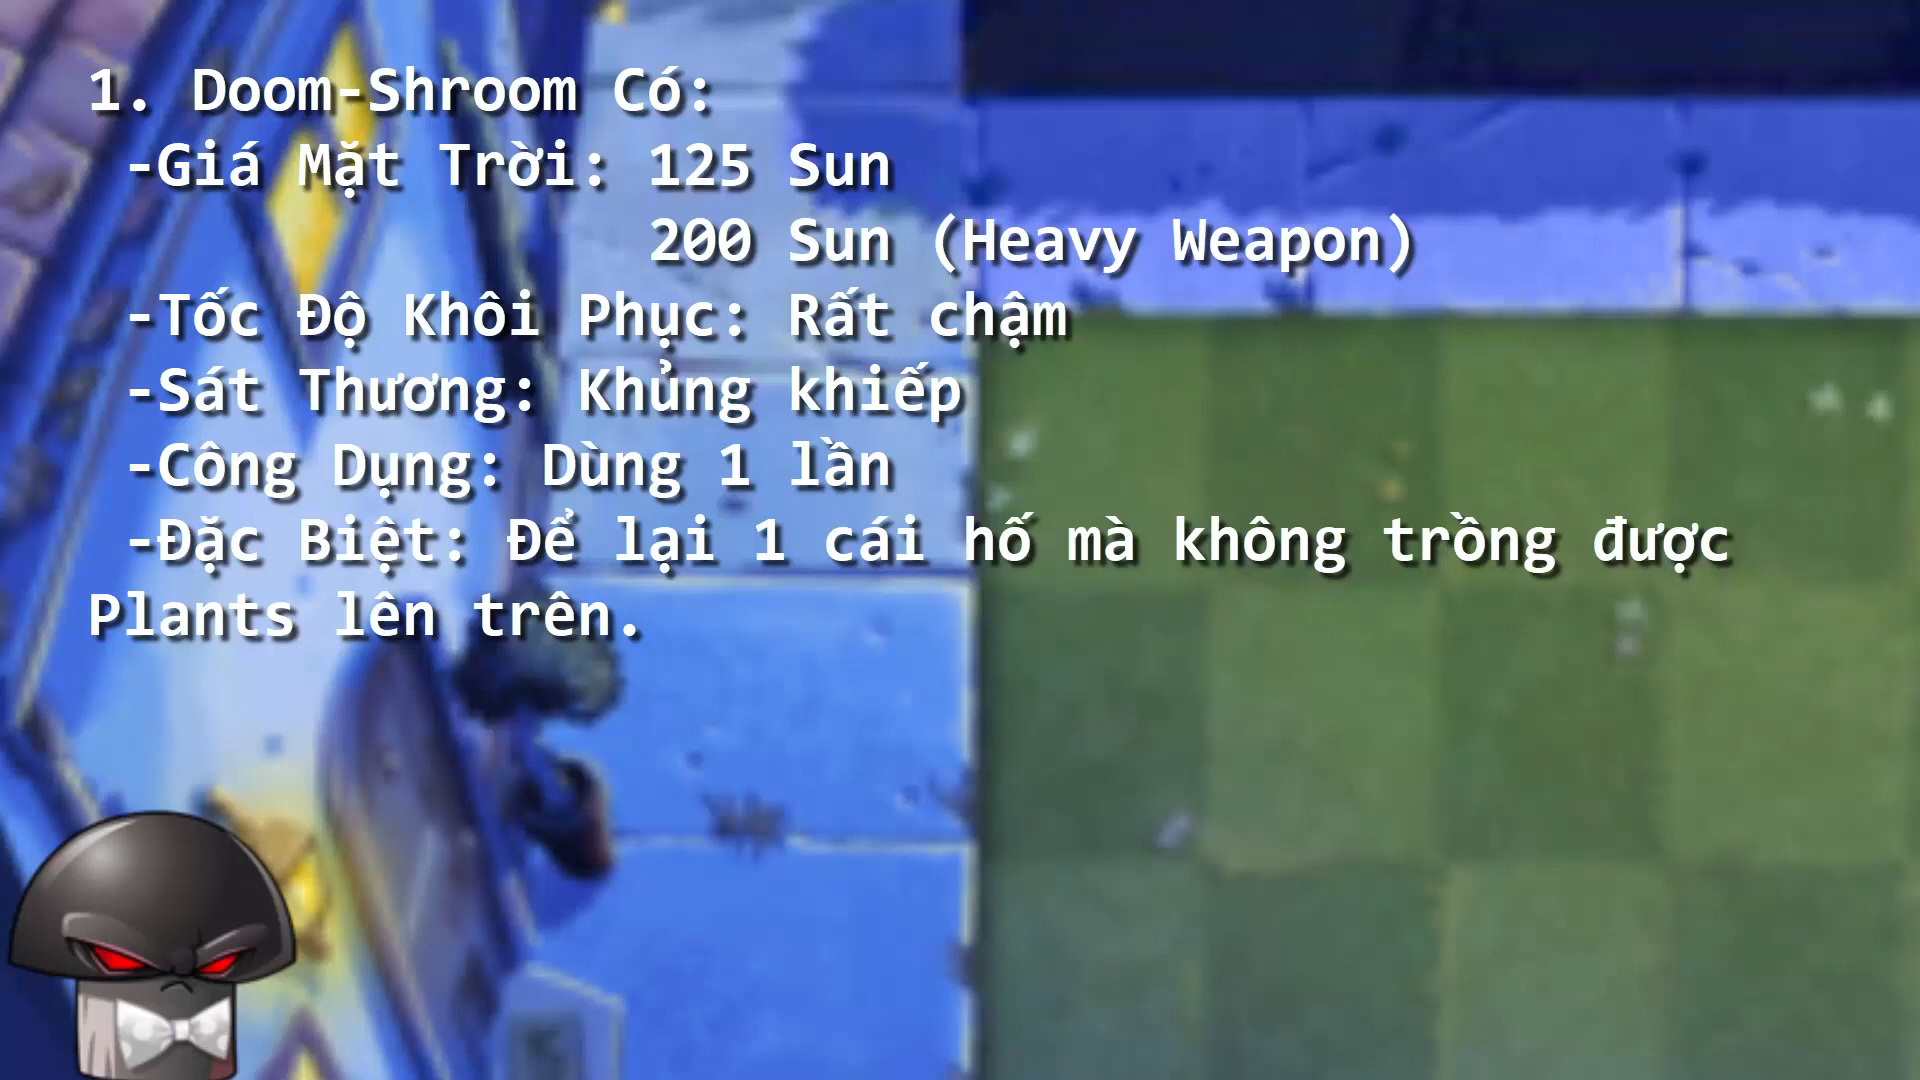 1. Doom-Shroom Có:
-Giá Mặt Trời: 125 Sun
200 Sun (Heavy Weapon)
-Tốc Độ Khôi Phục: Rất chậm
-Sát Thương: Khủng khiếp
-Công Dụng: Dùng 1 lần
-Đặc Biệt: Để lại 1 cái hố mà không trồng được
Plants lên trên.